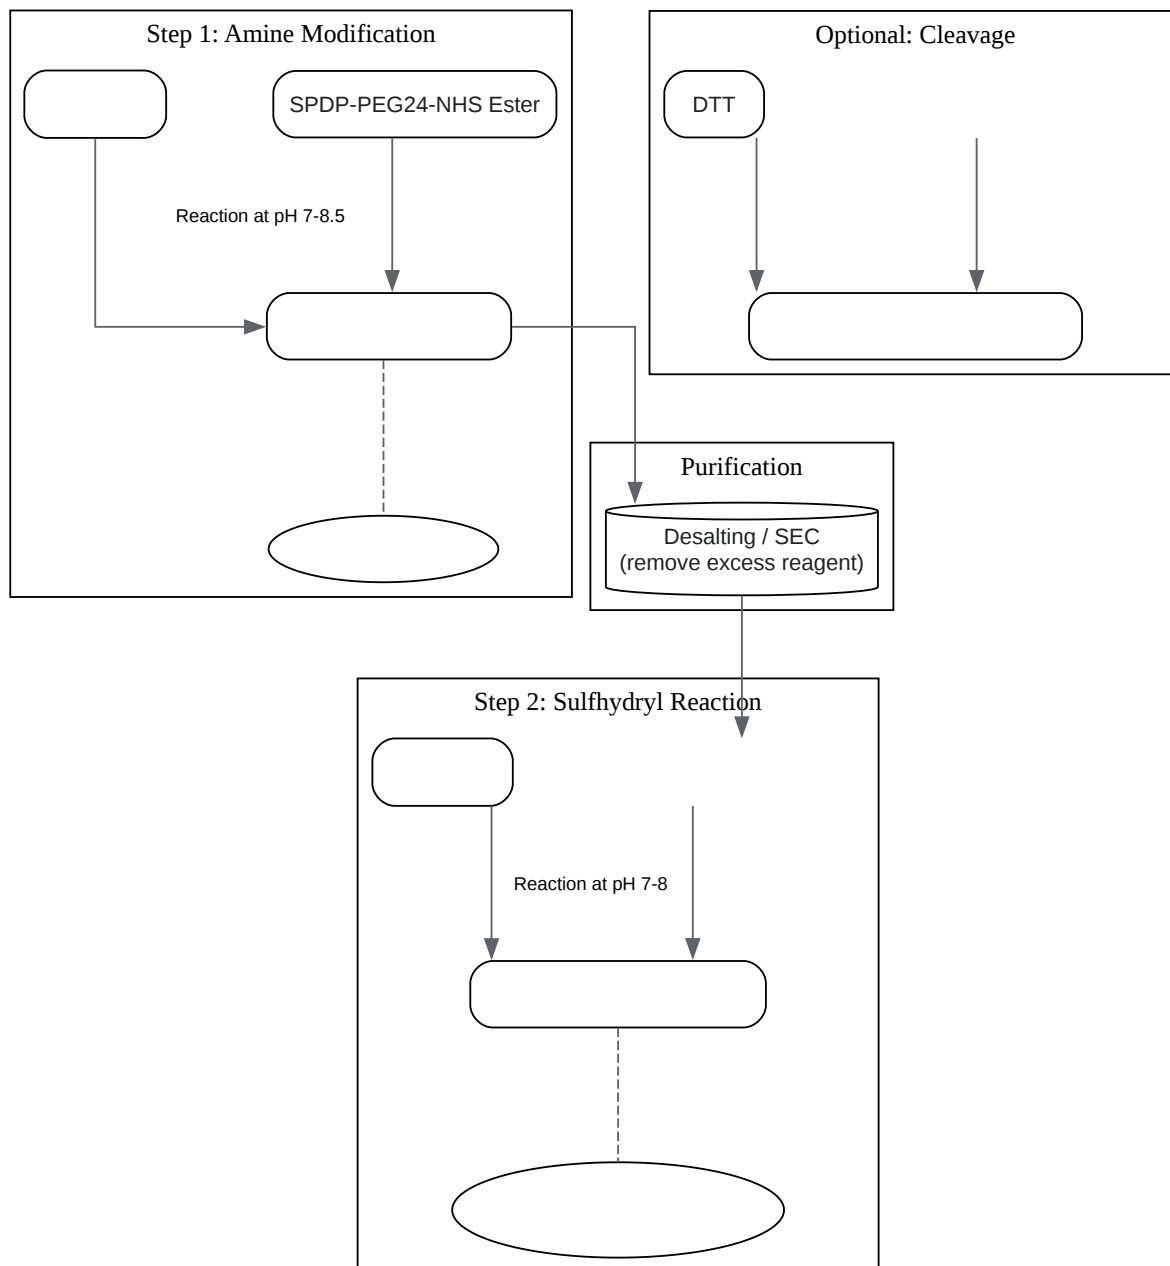 Step 1: Amine Modification
SPDP-PEG24-NHS Ester
Reaction at pH 7-8.5
Optional: Cleavage
DTT
Purification
Desalting / SEC
(remove excess reagent)
Step 2: Sulfhydryl Reaction
Reaction at pH 7-8